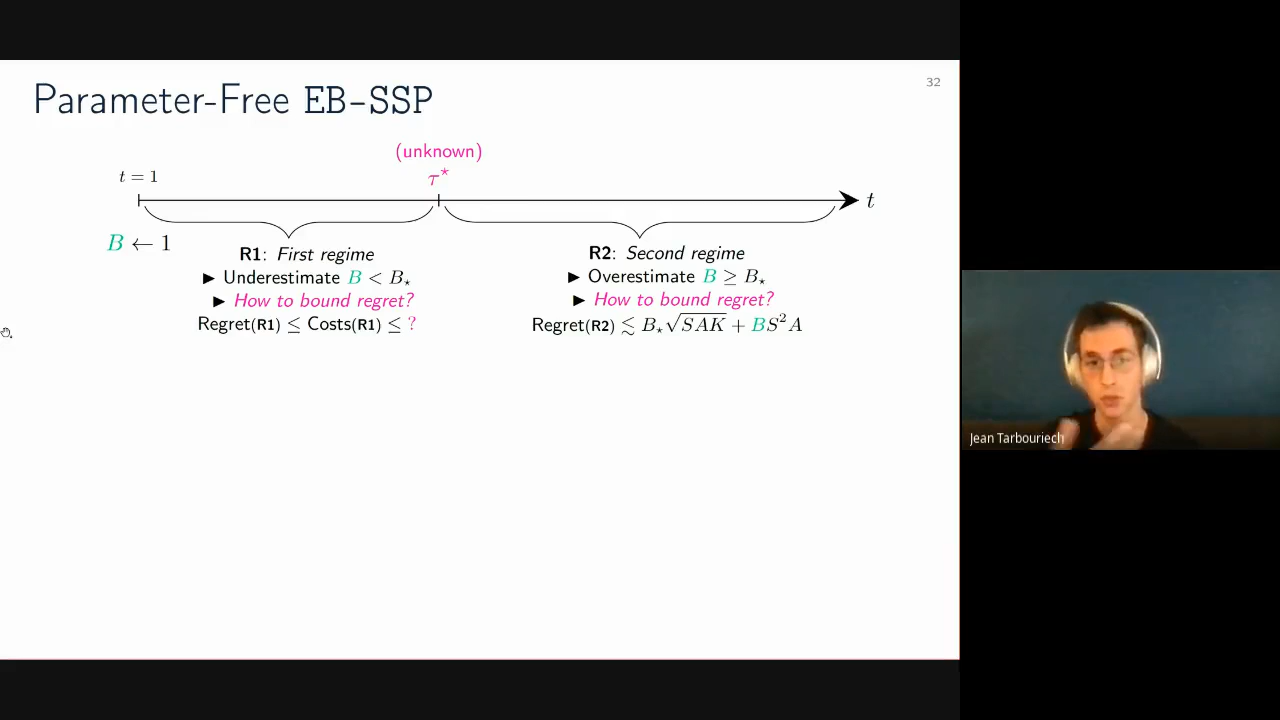 Parameter-Free EB-SSP
32
(unknown)
t = 1
τ⋆
t
B ← 1
R1: First regime
▶ Underestimate B < B⋆
▶ How to bound regret?
Regret(R1) ≤ Costs(R1) ≤ ?
R2: Second regime
▶ Overestimate B ≥ B⋆
▶ How to bound regret?
Regret(R2) ≲ B⋆√SAK + BS²A
Jean Tarbouriech